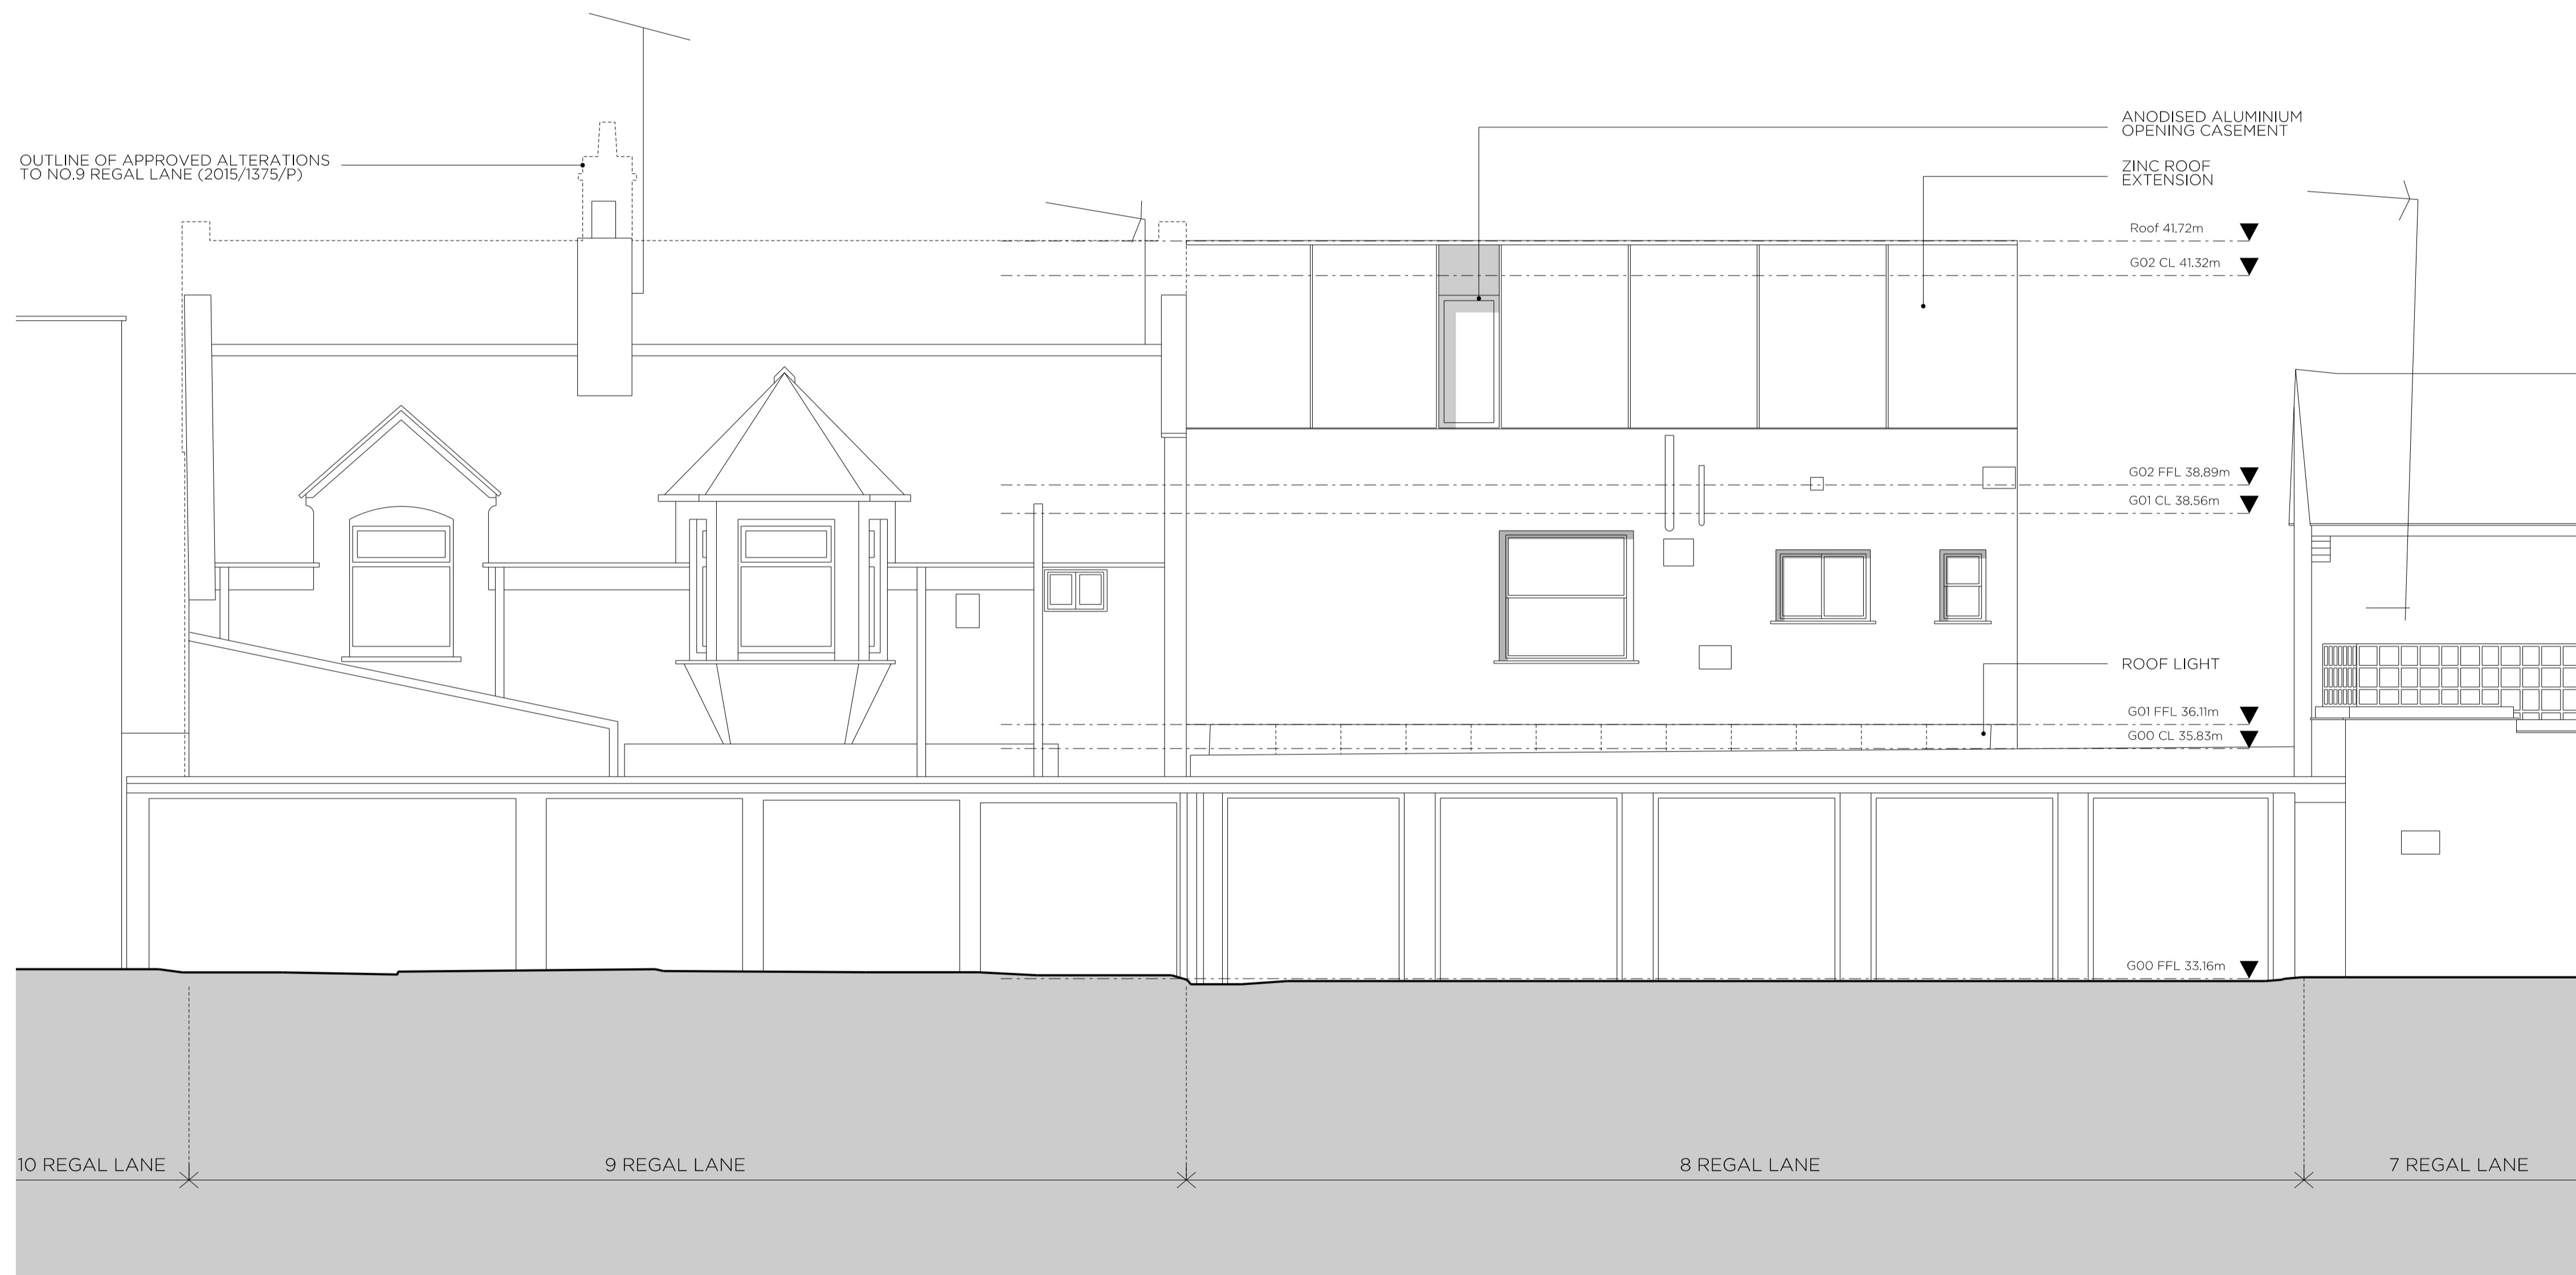 ANODISED ALUMINIUM
OPENING CASEMENT
OUTLINE OF APPROVED ALTERATIONS
TO NO.9 REGAL LANE (2015/1375/P)
ZINC ROOF
EXTENSION
Roof 41.72m
G02 CL 41.32m
G02 FFL 38.89m
G01 CL 38.56m
ROOF LIGHT
G01 FFL 36.11m
G00 CL 35.83m
G00 FFL 33.16m
10 REGAL LANE
9 REGAL LANE
8 REGAL LANE
7 REGAL LANE